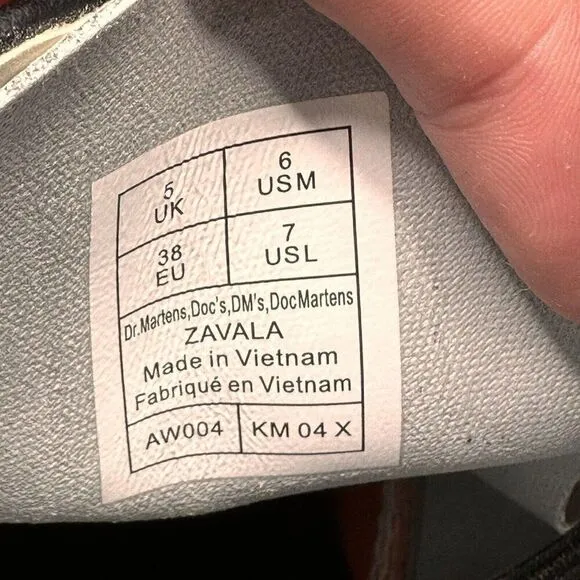 5
UK
6
USM
38
EU
7
USL
Dr.Martens,Doc's,DM's,DocMartens
ZAVALA
Made in Vietnam
Fabriqué en Vietnam
AW004
KM 04 X